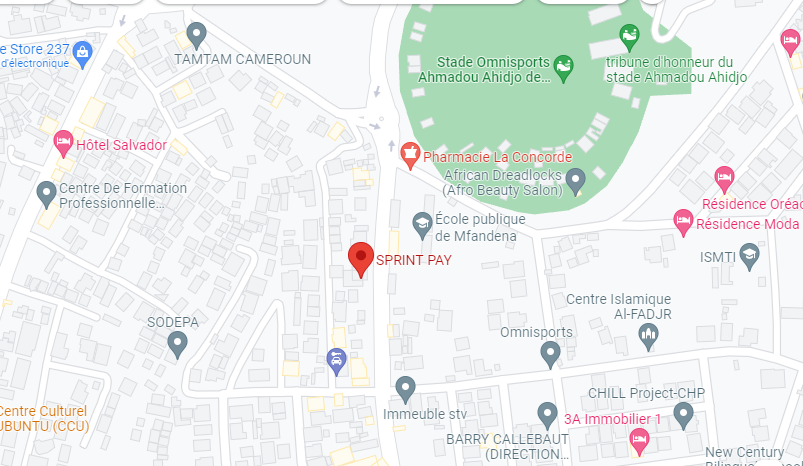 e Store 237
d'électronique
TAMTAM CAMEROUN
Stade Omnisports
Ahmadou Ahidjo de...
tribune d'honneur du
stade Ahmadou Ahidjo
Hôtel Salvador
Pharmacie La Concorde
African Dreadlocks
(Afro Beauty Salon)
Centre De Formation
Professionnelle...
Résidence Oréad
Résidence Moda
École publique
de Mfandena
SPRINT PAY
ISMTI
Centre Islamique
Al-FADJR
SODEPA
Omnisports
CHILL Project-CHP
Centre Culturel
UBUNTU (CCU)
Immeuble stv
3A Immobilier 1
BARRY CALLEBAUT
(DIRECTION...
New Century